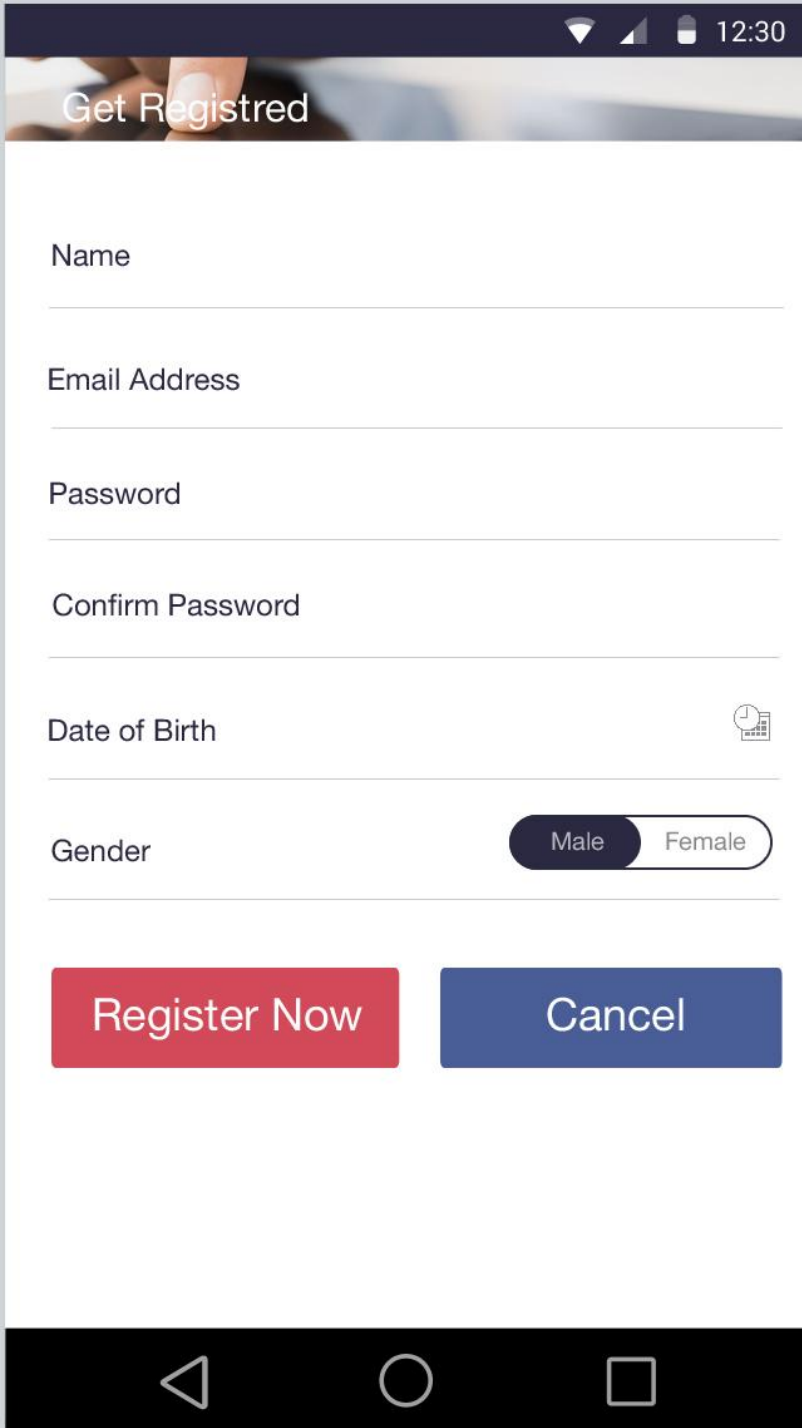 12:30
Get Registred
Name
Email Address
Password
Confirm Password
Date of Birth
Gender Male Female
Register Now Cancel